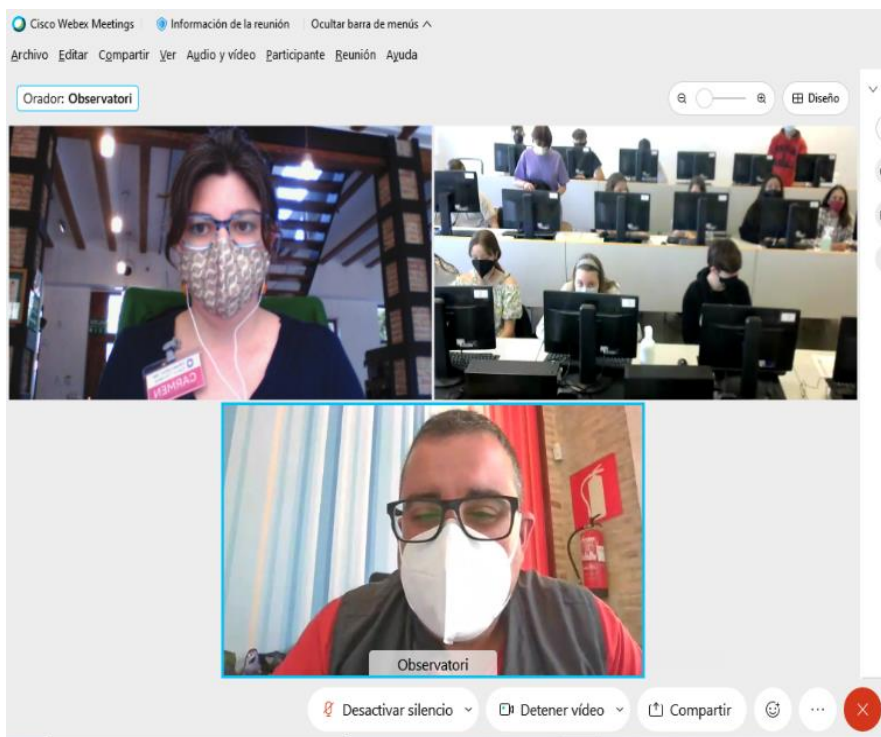 Cisco Webex Meetings Información de la reunión Ocultar barra de menús
Archivo Editar Compartir Ver Audio y vídeo Participante Reunión Ayuda
Orador: Observatori
Diseño
CARMEN
Observatori
Desactivar silencio Detener vídeo Compartir